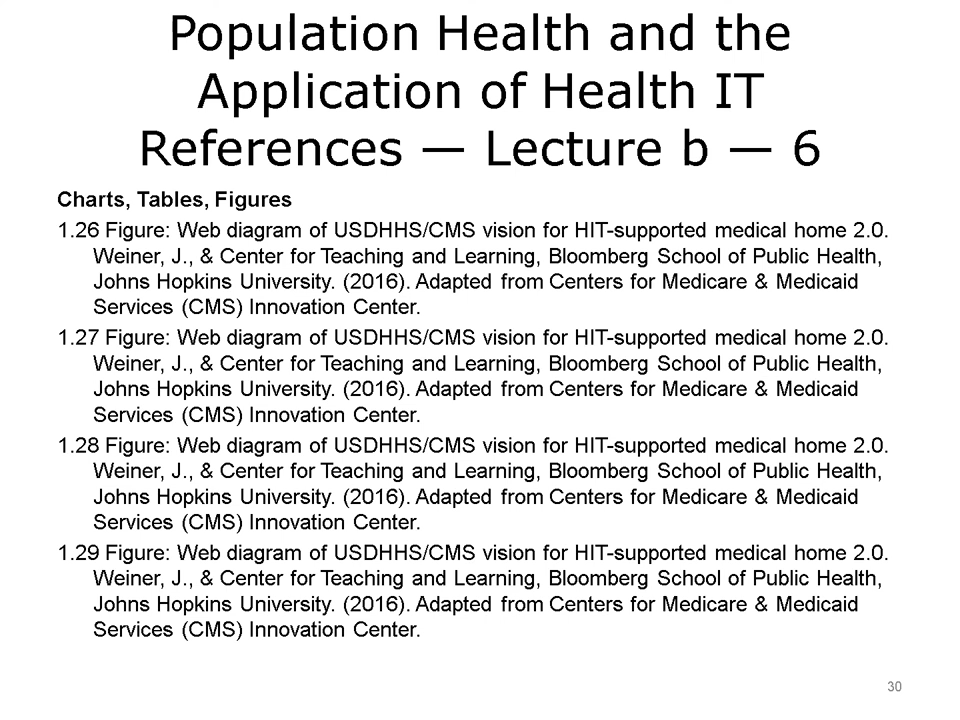 Population Health and the
Application of Health IT
References — Lecture b — 6
Charts, Tables, Figures
1.26 Figure: Web diagram of USDHHS/CMS vision for HIT-supported medical home 2.0.
Weiner, J., & Center for Teaching and Learning, Bloomberg School of Public Health,
Johns Hopkins University. (2016). Adapted from Centers for Medicare & Medicaid
Services (CMS) Innovation Center.
1.27 Figure: Web diagram of USDHHS/CMS vision for HIT-supported medical home 2.0.
Weiner, J., & Center for Teaching and Learning, Bloomberg School of Public Health,
Johns Hopkins University. (2016). Adapted from Centers for Medicare & Medicaid
Services (CMS) Innovation Center.
1.28 Figure: Web diagram of USDHHS/CMS vision for HIT-supported medical home 2.0.
Weiner, J., & Center for Teaching and Learning, Bloomberg School of Public Health,
Johns Hopkins University. (2016). Adapted from Centers for Medicare & Medicaid
Services (CMS) Innovation Center.
1.29 Figure: Web diagram of USDHHS/CMS vision for HIT-supported medical home 2.0.
Weiner, J., & Center for Teaching and Learning, Bloomberg School of Public Health,
Johns Hopkins University. (2016). Adapted from Centers for Medicare & Medicaid
Services (CMS) Innovation Center.
30